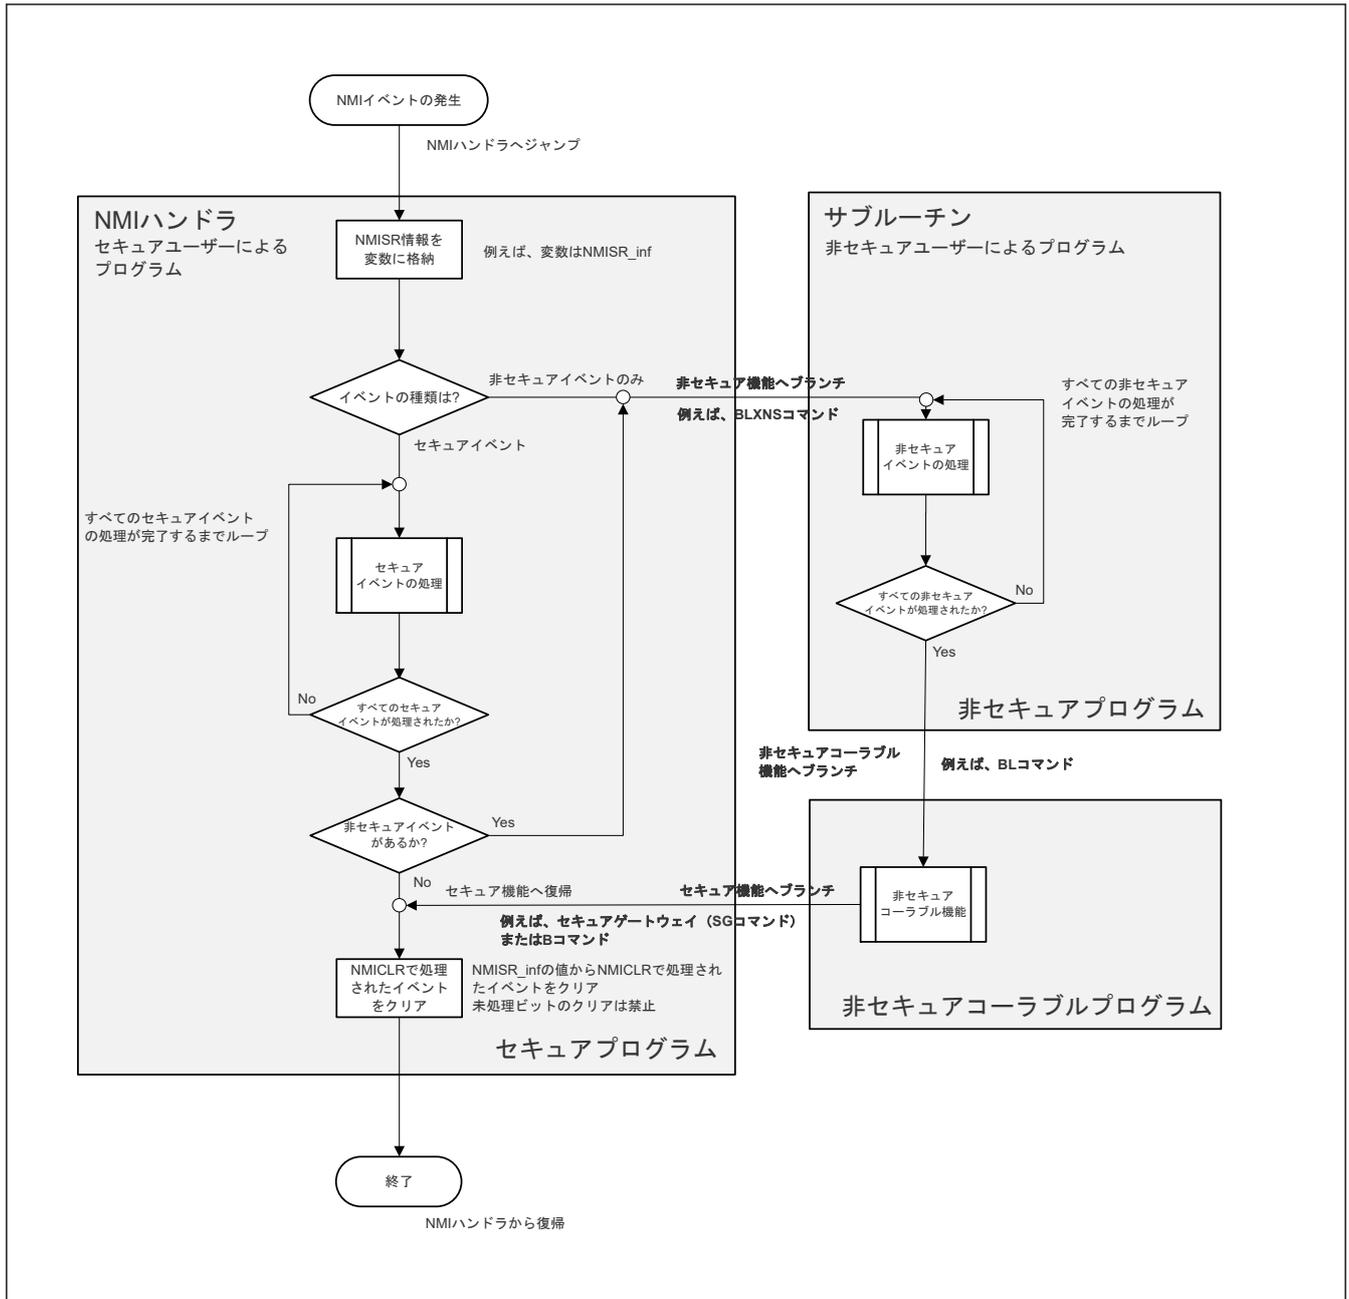 NMIイベントの発生
NMIハンドラへジャンプ
NMIハンドラ
セキュアユーザーによる
プログラム
NMISR情報を
変数に格納
例えば、変数はNMISR_inf
サブルーチン
非セキュアユーザーによるプログラム
イベントの種類は?
非セキュアイベントのみ
非セキュア機能へブランチ
例えば、BLXNSコマンド
すべての非セキュア
イベントの処理が
完了するまでループ
セキュアイベント
非セキュア
イベントの処理
すべてのセキュアイベント
の処理が完了するまでループ
セキュア
イベントの処理
すべての非セキュア
イベントが処理されたか?
No
Yes
No
すべてのセキュア
イベントが処理されたか?
Yes
非セキュアプログラム
非セキュアコーラブル
機能へブランチ
例えば、BLコマンド
非セキュアイベント
があるか?
Yes
No
セキュア機能へ復帰
セキュア機能へブランチ
例えば、セキュアゲートウェイ（SGコマンド）
またはBコマンド
非セキュア
コーラブル機能
NMICLRで処理
されたイベント
をクリア
NMISR_infの値からNMICLRで処理され
たイベントをクリア
未処理ビットのクリアは禁止
非セキュアコーラブルプログラム
セキュアプログラム
終了
NMIハンドラから復帰